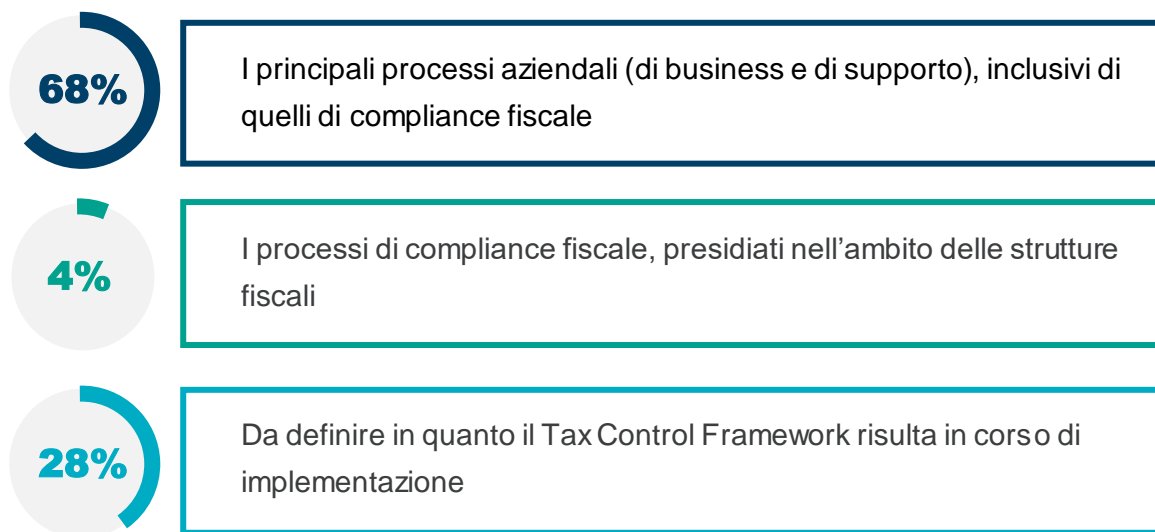 68%
I principali processi aziendali (di business e di supporto), inclusivi di
quelli di compliance fiscale
4%
I processi di compliance fiscale, presidiati nell'ambito delle strutture
fiscali
28%
Da definire in quanto il Tax Control Framework risulta in corso di
implementazione